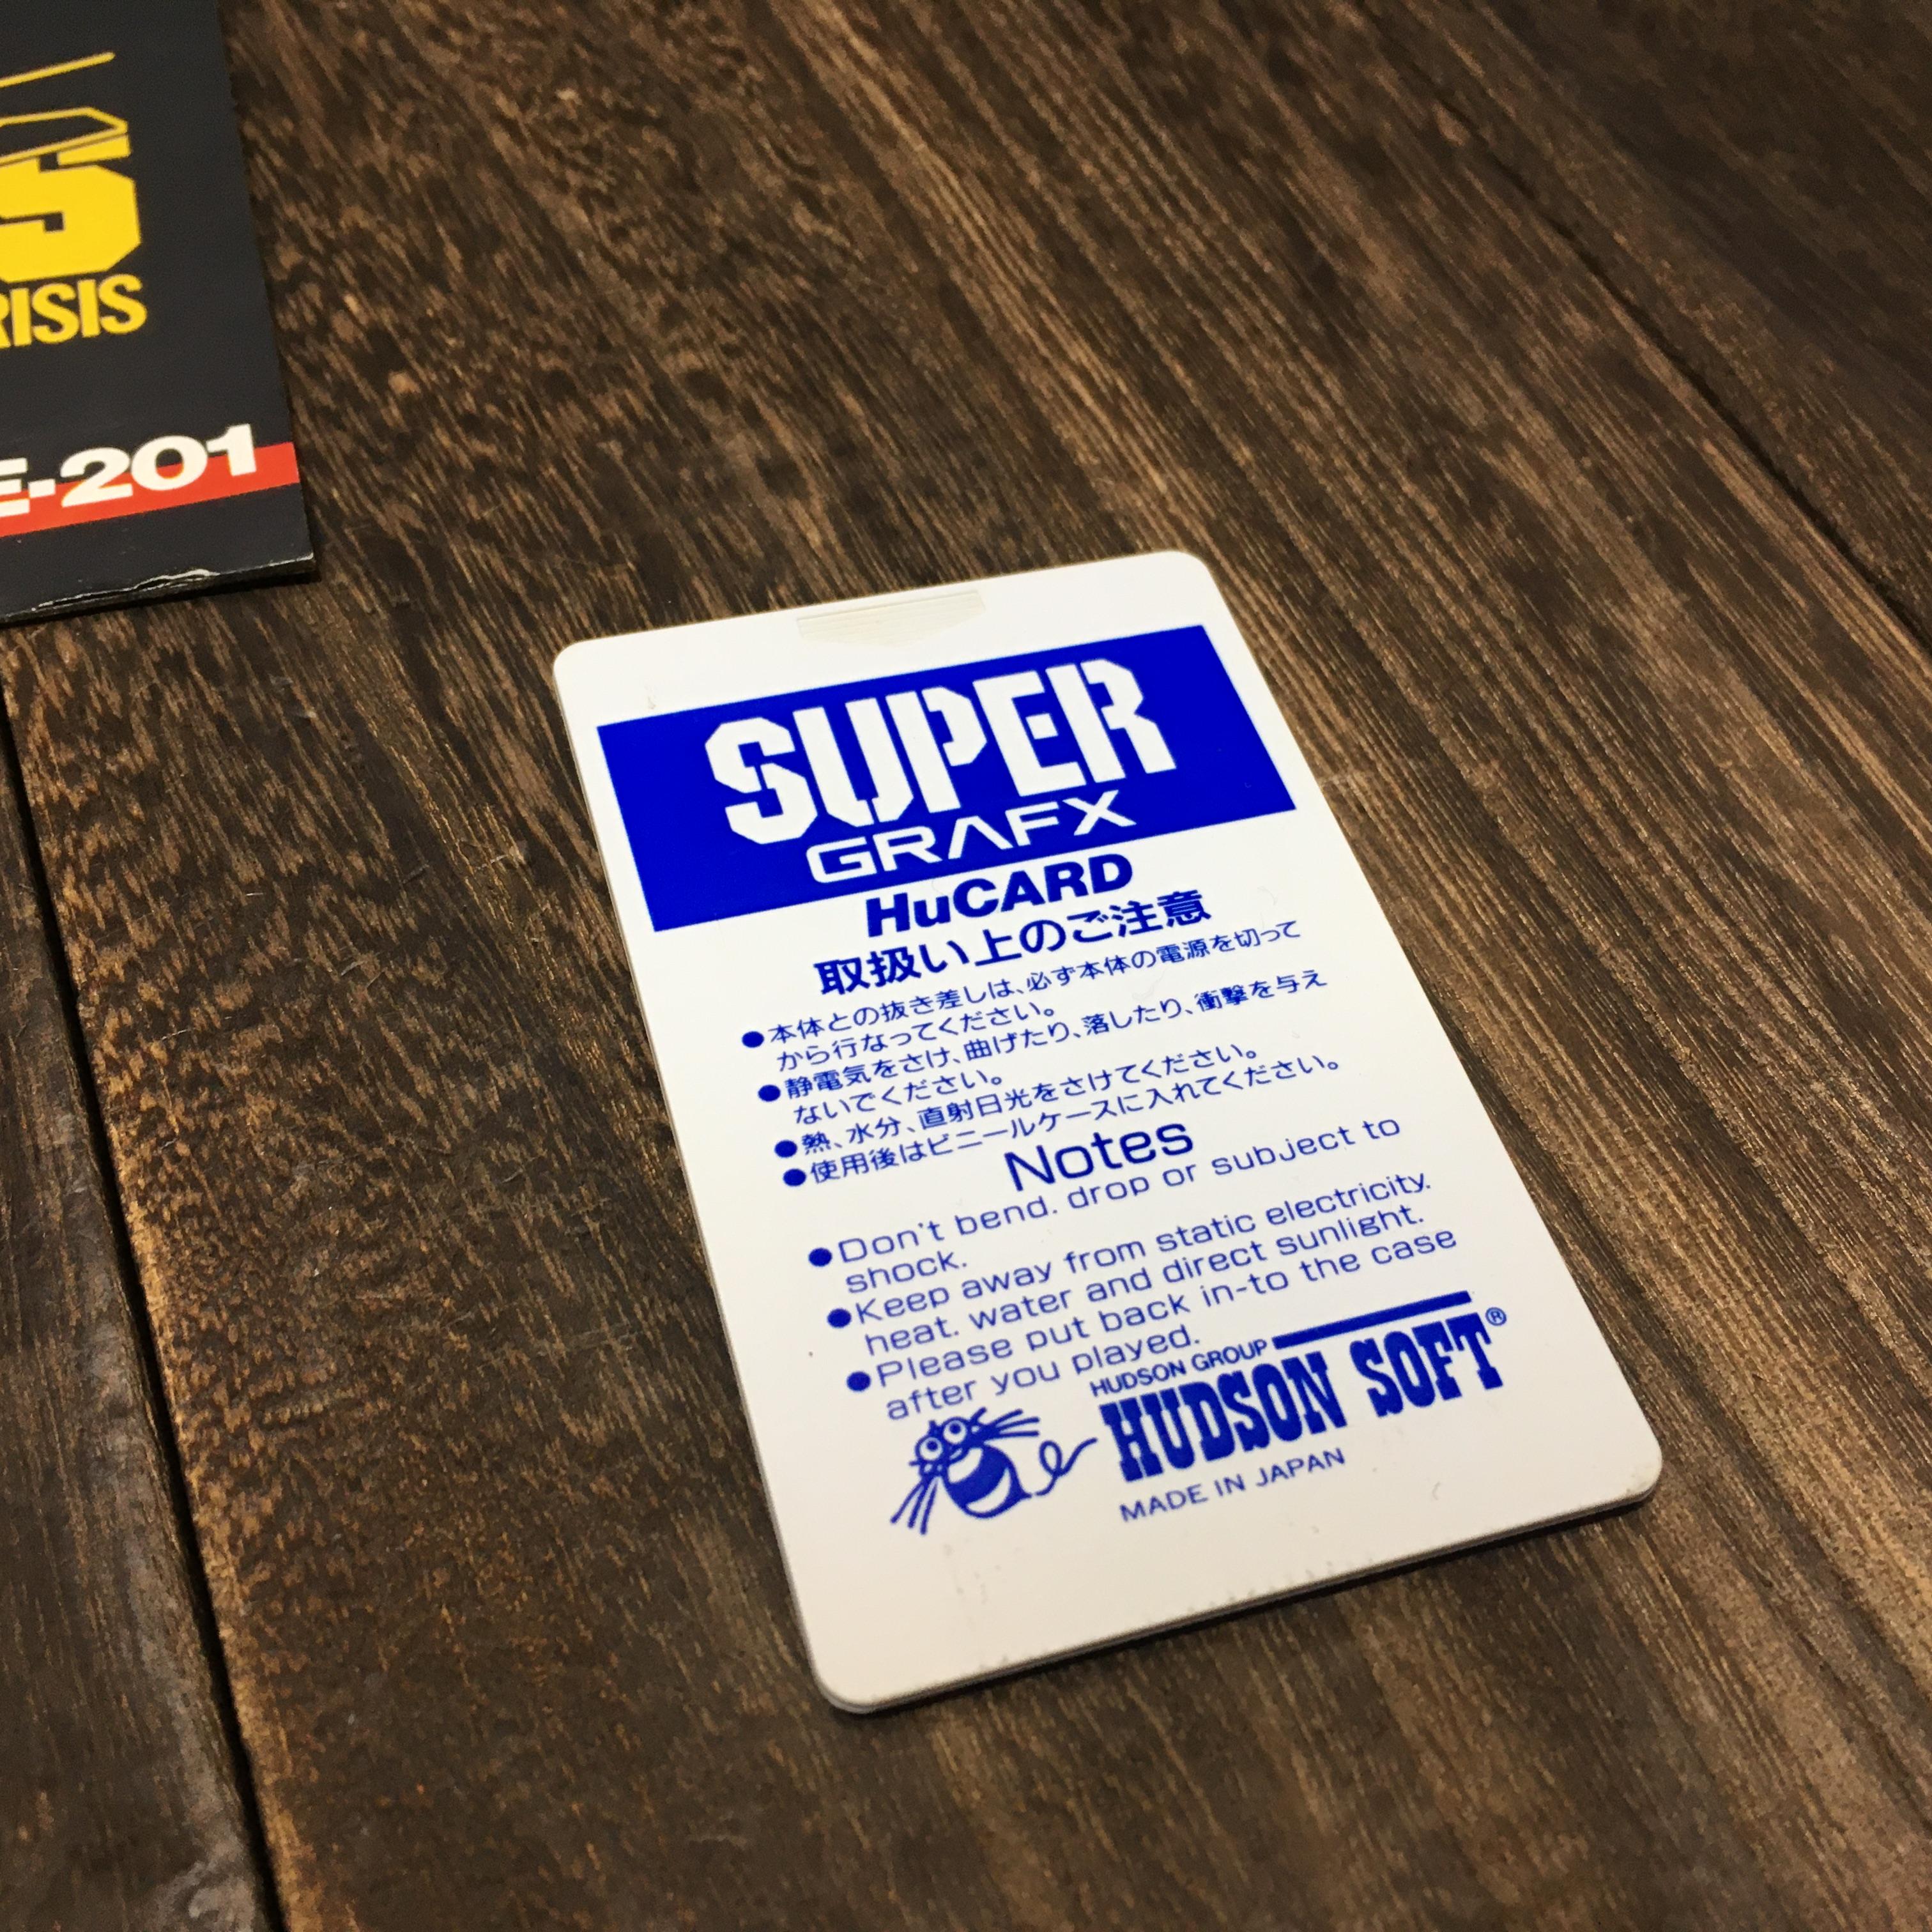 S
RISIS
E-201
SUPER
GRAFX
HuCARD
取扱い上のご注意
●本体との抜き差しは、必ず本体の電源を切って
から行なってください。
●静電気をさけ、曲げたり、落したり、衝撃を与え
ないでください。
●熱、水分、直射日光をさけてください。
●使用後はビニールケースに入れてください。
Notes
●Don't bend. drop or subject to
shock.
●Keep away from static electricity.
heat. water and direct sunlight.
●Please put back in-to the case
after you played.
HUDSON GROUP
HUDSON SOFT®
MADE IN JAPAN